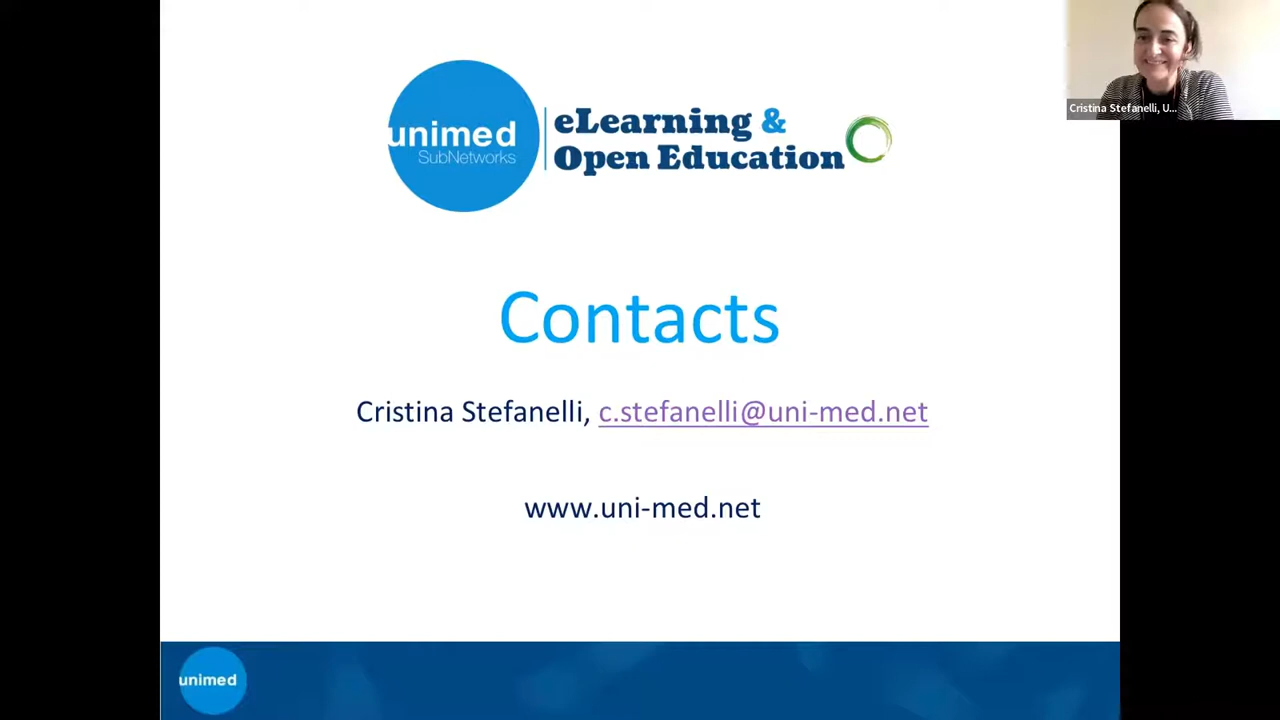 Cristina Stefanelli, U...
unimed
SubNetworks
eLearning &
Open Education
Contacts
Cristina Stefanelli, c.stefanelli@uni-med.net
www.uni-med.net
unimed